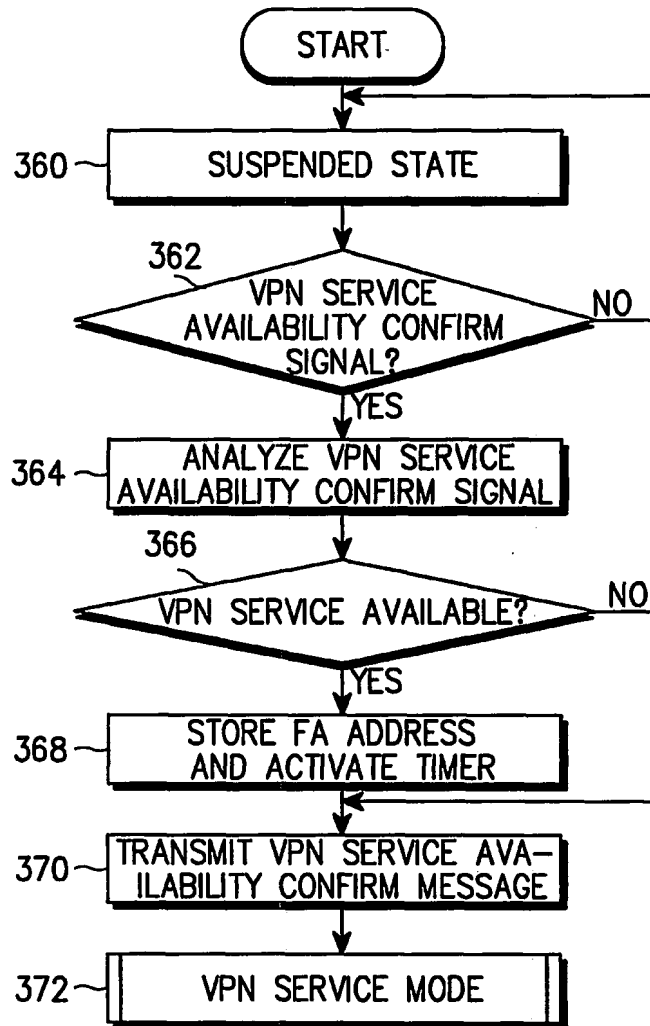 START
360
SUSPENDED STATE
362
VPN SERVICE
AVAILABILITY CONFIRM
SIGNAL?
NO
YES
364
ANALYZE VPN SERVICE
AVAILABILITY CONFIRM SIGNAL
366
VPN SERVICE AVAILABLE?
NO
YES
368
STORE FA ADDRESS
AND ACTIVATE TIMER
370
TRANSMIT VPN SERVICE AVA-
ILABILITY CONFIRM MESSAGE
372
VPN SERVICE MODE